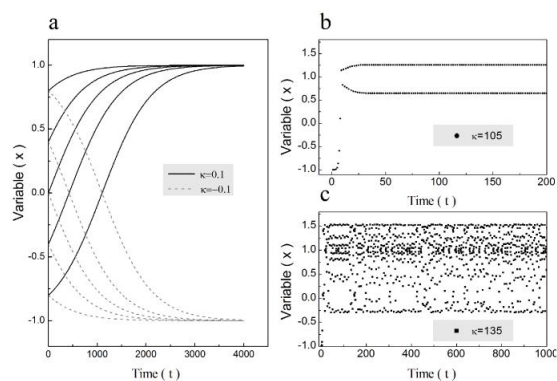 a
1.0
0.5
0.0
-0.5
-1.0
Variable ( x )
κ=0.1
κ=−0.1
0 1000 2000 3000 4000 5000
Time ( t )
b
1.5
1.0
0.5
0.0
-0.5
-1.0
Variable ( x )
κ=105
0 50 100 150 200
Time ( t )
c
1.5
1.0
0.5
0.0
-0.5
-1.0
Variable ( x )
κ=135
0 200 400 600 800 1000
Time ( t )